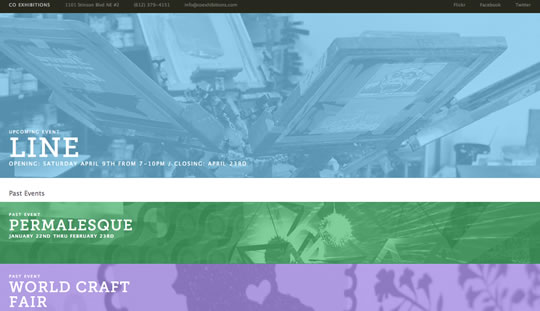 CO EXHIBITIONS 1101 Stinson Blvd NE #2 (612) 379-4151 info@coexhibitions.com Flickr Facebook Twitter
UPCOMING EVENT
LINE
OPENING: SATURDAY APRIL 9TH FROM 7-10PM / CLOSING: APRIL 23RD
Past Events
PAST EVENT
PERMALESQUE
JANUARY 22ND THRU FEBRUARY 23RD
PAST EVENT
WORLD CRAFT
FAIR